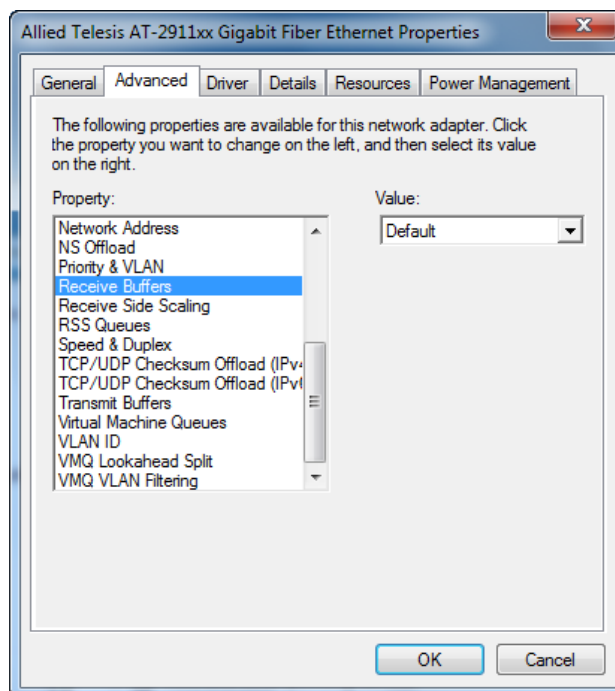 Allied Telesis AT-2911xx Gigabit Fiber Ethernet Properties
General Advanced Driver Details Resources Power Management
The following properties are available for this network adapter. Click
the property you want to change on the left, and then select its value
on the right.
Property:
Value:
Network Address
NS Offload
Priority & VLAN
Receive Buffers
Receive Side Scaling
RSS Queues
Speed & Duplex
TCP/UDP Checksum Offload (IPv4
TCP/UDP Checksum Offload (IPv6
Transmit Buffers
Virtual Machine Queues
VLAN ID
VMQ Lookahead Split
VMQ VLAN Filtering
Default
OK Cancel